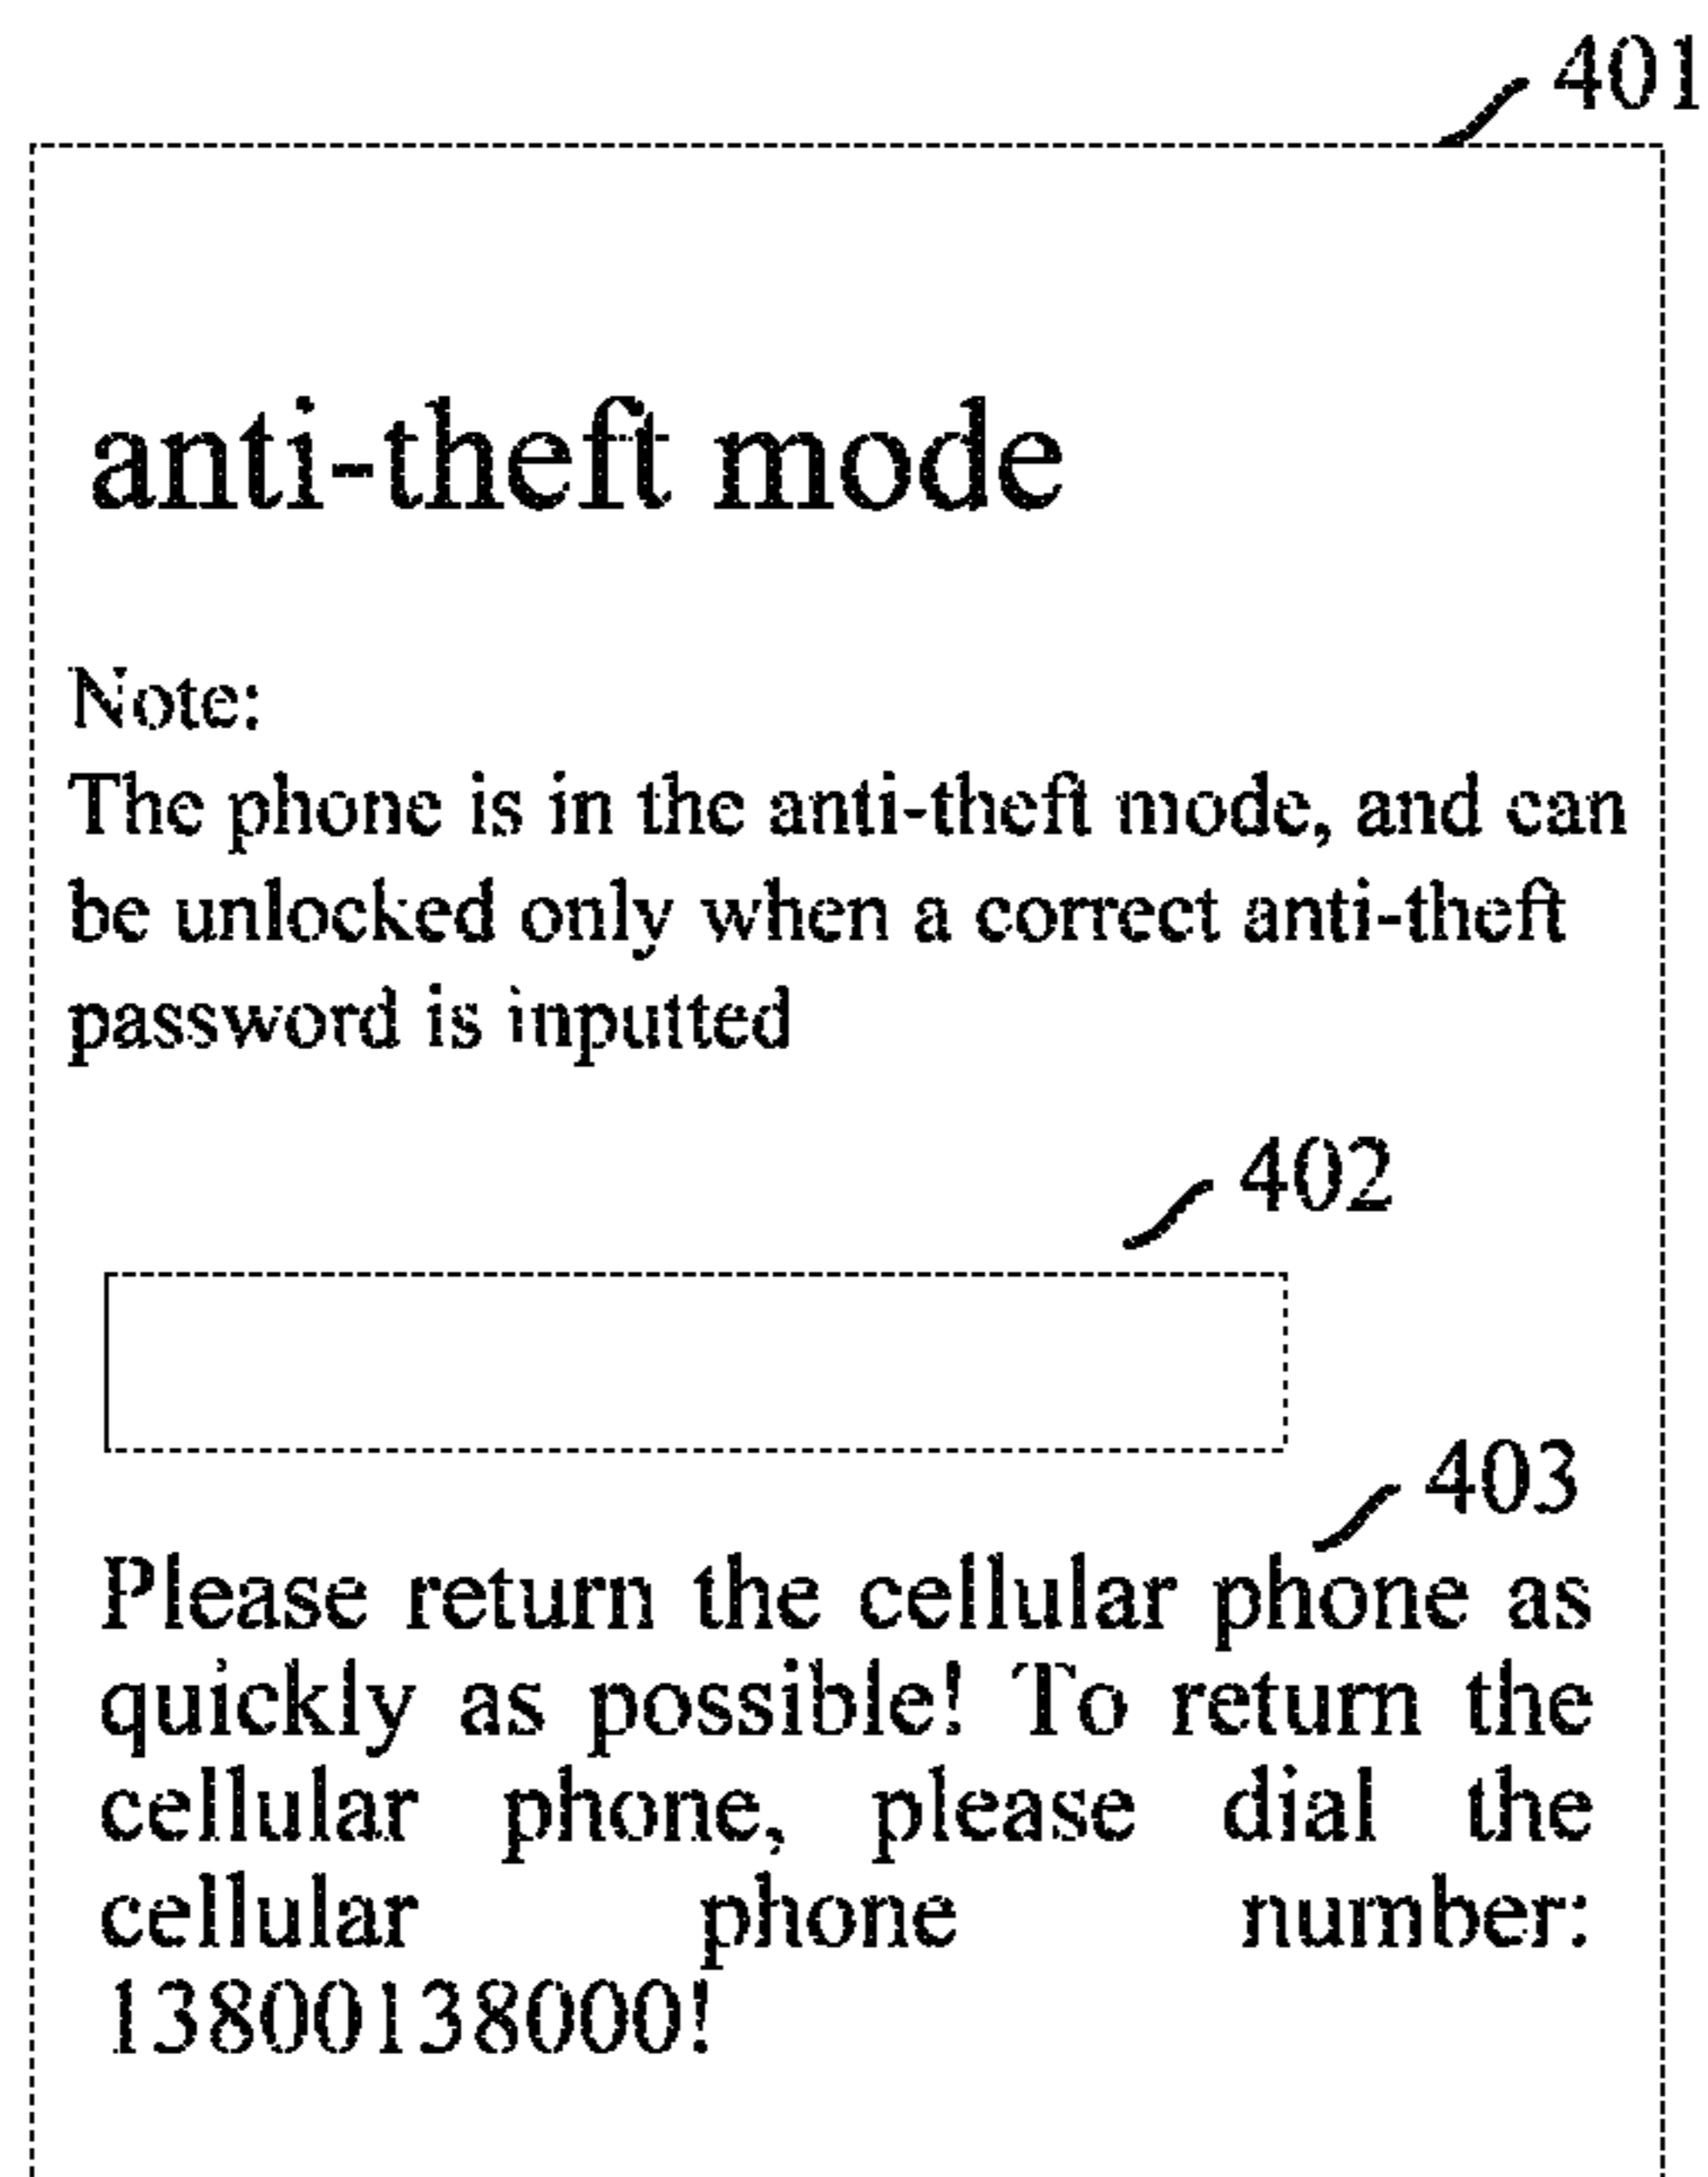 401
anti-theft mode
Note:
The phone is in the anti-theft mode, and can
be unlocked only when a correct anti-theft
password is inputted
402
403
Please return the cellular phone as
quickly as possible! To return the
cellular phone, please dial the
cellular phone number:
13800138000!